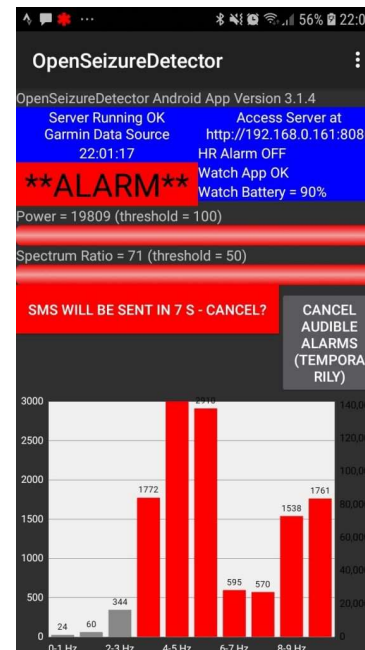 56% 22:0
OpenSeizureDetector
OpenSeizureDetector Android App Version 3.1.4
Server Running OK
Garmin Data Source
22:01:17
**ALARM**
Access Server at
http://192.168.0.161:808
HR Alarm OFF
Watch App OK
Watch Battery = 90%
Power = 19809 (threshold = 100)
Spectrum Ratio = 71 (threshold = 50)
SMS WILL BE SENT IN 7 S - CANCEL?
CANCEL
AUDIBLE
ALARMS
(TEMPORA
RILY)
3000
2500
2000
1500
1000
500
0
24
60
344
1772
2910
595
570
1538
1761
140,0
120,0
100,0
80,00
60,00
40,00
20,00
0
0-1 Hz 2-3 Hz 4-5 Hz 6-7 Hz 8-9 Hz